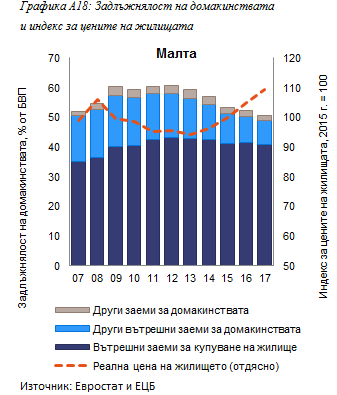 Графика A18: Задлъжнялост на домакинствата
и индекс за цените на жилищата
Малта
Задлъжнялост на домакинствата, % от БВП
70
60
50
40
30
20
10
0
120
110
100
90
80
70
60
50
Индекс за цените на жилищата, 2015 г. = 100
07 08 09 10 11 12 13 14 15 16 17
Други заеми за домакинствата
Други вътрешни заеми за домакинствата
Вътрешни заеми за купуване на жилище
Реална цена на жилището (отдясно)
Източник: Евростат и ЕЦБ